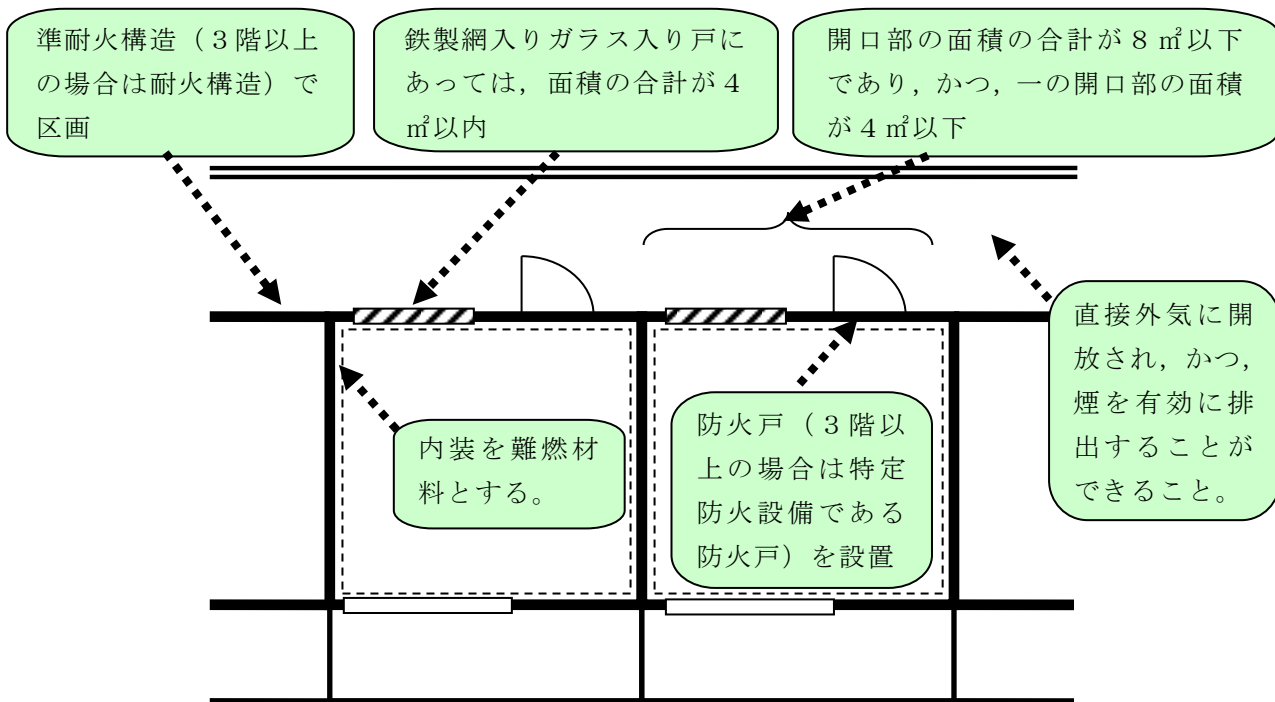 準耐火構造（３階以上
の場合は耐火構造）で
区画
鉄製網入りガラス入り戸に
あっては，面積の合計が４
㎡以内
開口部の面積の合計が８㎡以下
であり，かつ，一の開口部の面積
が４㎡以下
直接外気に開
放され，かつ，
煙を有効に排
出することが
できること。
内装を難燃材
料とする。
防火戸（３階以
上の場合は特定
防火設備である
防火戸）を設置